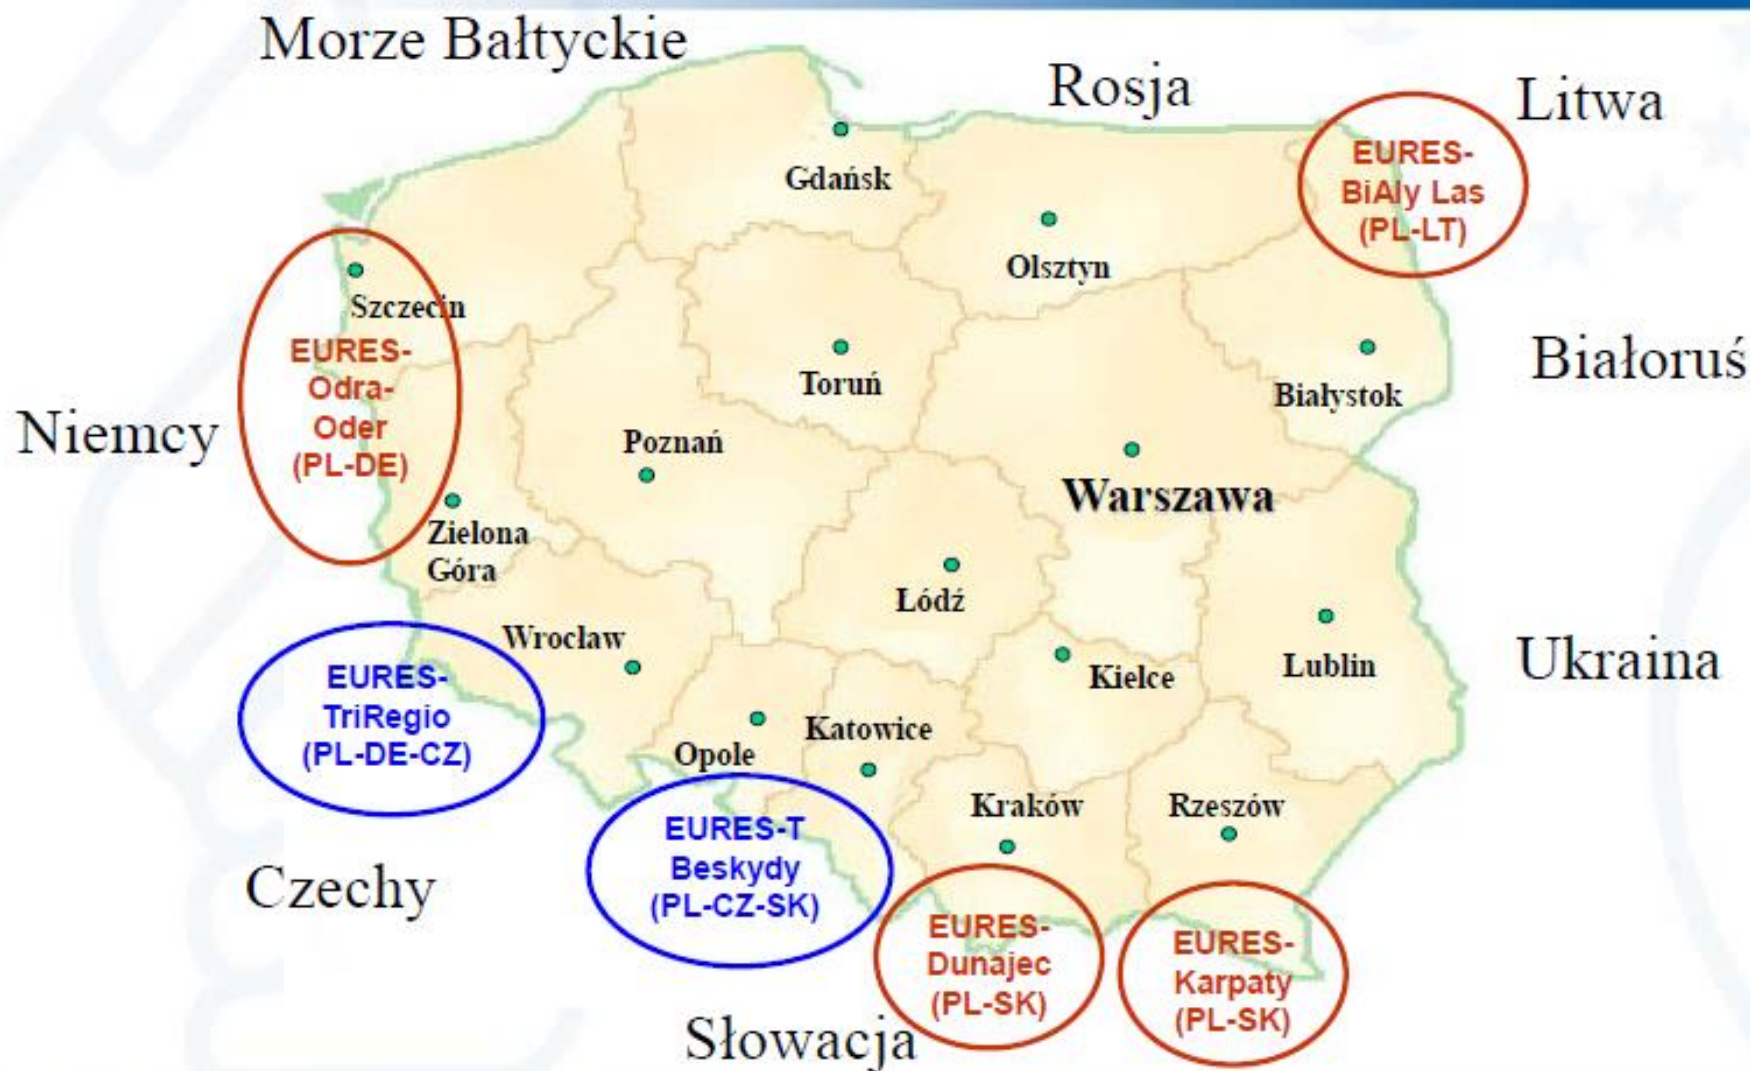 Morze Bałtyckie
Rosja
Litwa
EURES-
BiAly Las
(PL-LT)
Gdańsk
Olsztyn
Szczecin
EURES-
Odra-
Oder
(PL-DE)
Toruń
Białystok
Białoruś
Niemcy
Poznań
Warszawa
Zielona
Góra
Łódź
Wrocław
Kielce
Lublin
Ukraina
EURES-
TriRegio
(PL-DE-CZ)
Opole
Katowice
Kraków
Rzeszów
EURES-T
Beskydy
(PL-CZ-SK)
Czechy
EURES-
Dunajec
(PL-SK)
EURES-
Karpaty
(PL-SK)
Słowacja